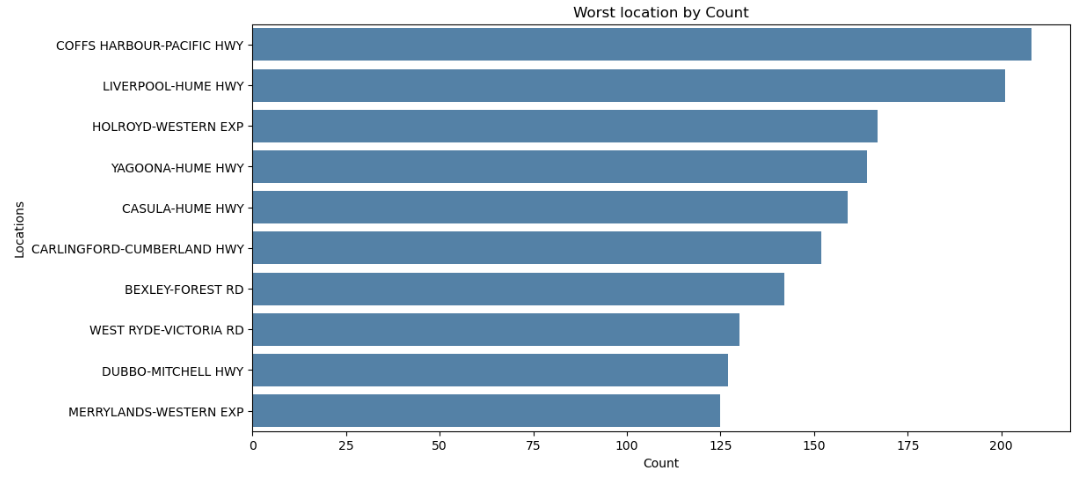 Worst location by Count
COFFS HARBOUR-PACIFIC HWY
LIVERPOOL-HUME HWY
HOLROYD-WESTERN EXP
YAGOONA-HUME HWY
CASULA-HUME HWY
CARLINGFORD-CUMBERLAND HWY
BEXLEY-FOREST RD
WEST RYDE-VICTORIA RD
DUBBO-MITCHELL HWY
MERRYLANDS-WESTERN EXP
Locations
0 25 50 75 100 125 150 175 200
Count